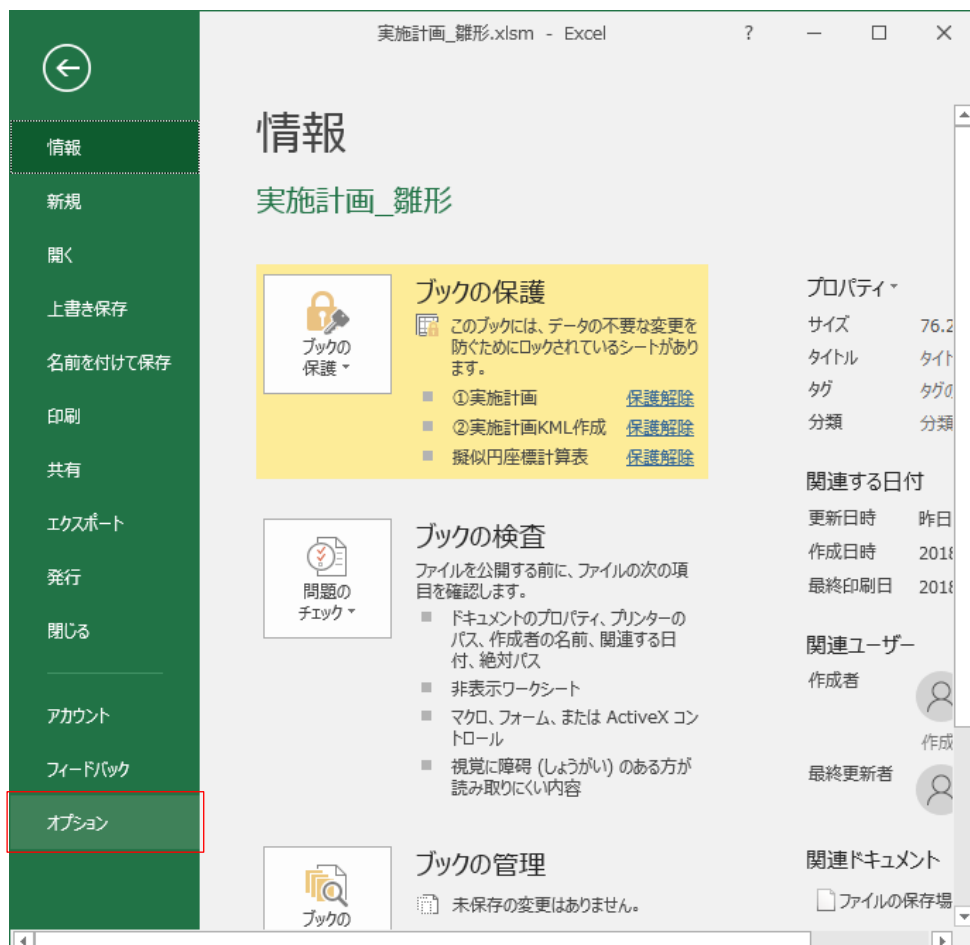 実施計画_雛形.xlsm - Excel
?
情報
新規
開く
上書き保存
名前を付けて保存
印刷
共有
エクスポート
発行
閉じる
アカウント
フィードバック
オプション
情報
実施計画_雛形
ブックの
保護
ブックの保護
このブックには、データの不要な変更を
防ぐためにロックされているシートがあり
ます。
①実施計画 保護解除
②実施計画KML作成 保護解除
擬似円座標計算表 保護解除
問題の
チェック
ブックの検査
ファイルを公開する前に、ファイルの次の項
目を確認します。
ドキュメントのプロパティ、プリンターの
パス、作成者の名前、関連する日
付、絶対パス
非表示ワークシート
マクロ、フォーム、または ActiveX コン
トロール
視覚に障碍 (しょうがい) のある方が
読み取りにくい内容
ブックの
ブックの管理
未保存の変更はありません。
プロパティ
サイズ 76.2
タイトル タイト
タグ タグの
分類 分類
関連する日付
更新日時 昨日
作成日時 2018
最終印刷日 2018
関連ユーザー
作成者
作成
最終更新者
関連ドキュメント
ファイルの保存場